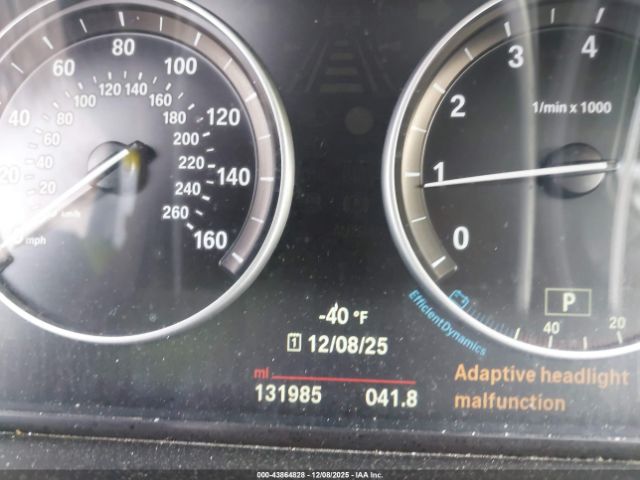 20 40 60 80 100 120 140 160
20 40 60 80 100 120 140 160 180 200 220 240 260
km/h
mph
0 1 2 3 4
1/min x 1000
P
EfficientDynamics
40 20
-40 °F
1 12/08/25
mi
131985 041.8
Adaptive headlight
malfunction
000-43864828 - 12/08/2025 - IAA Inc.